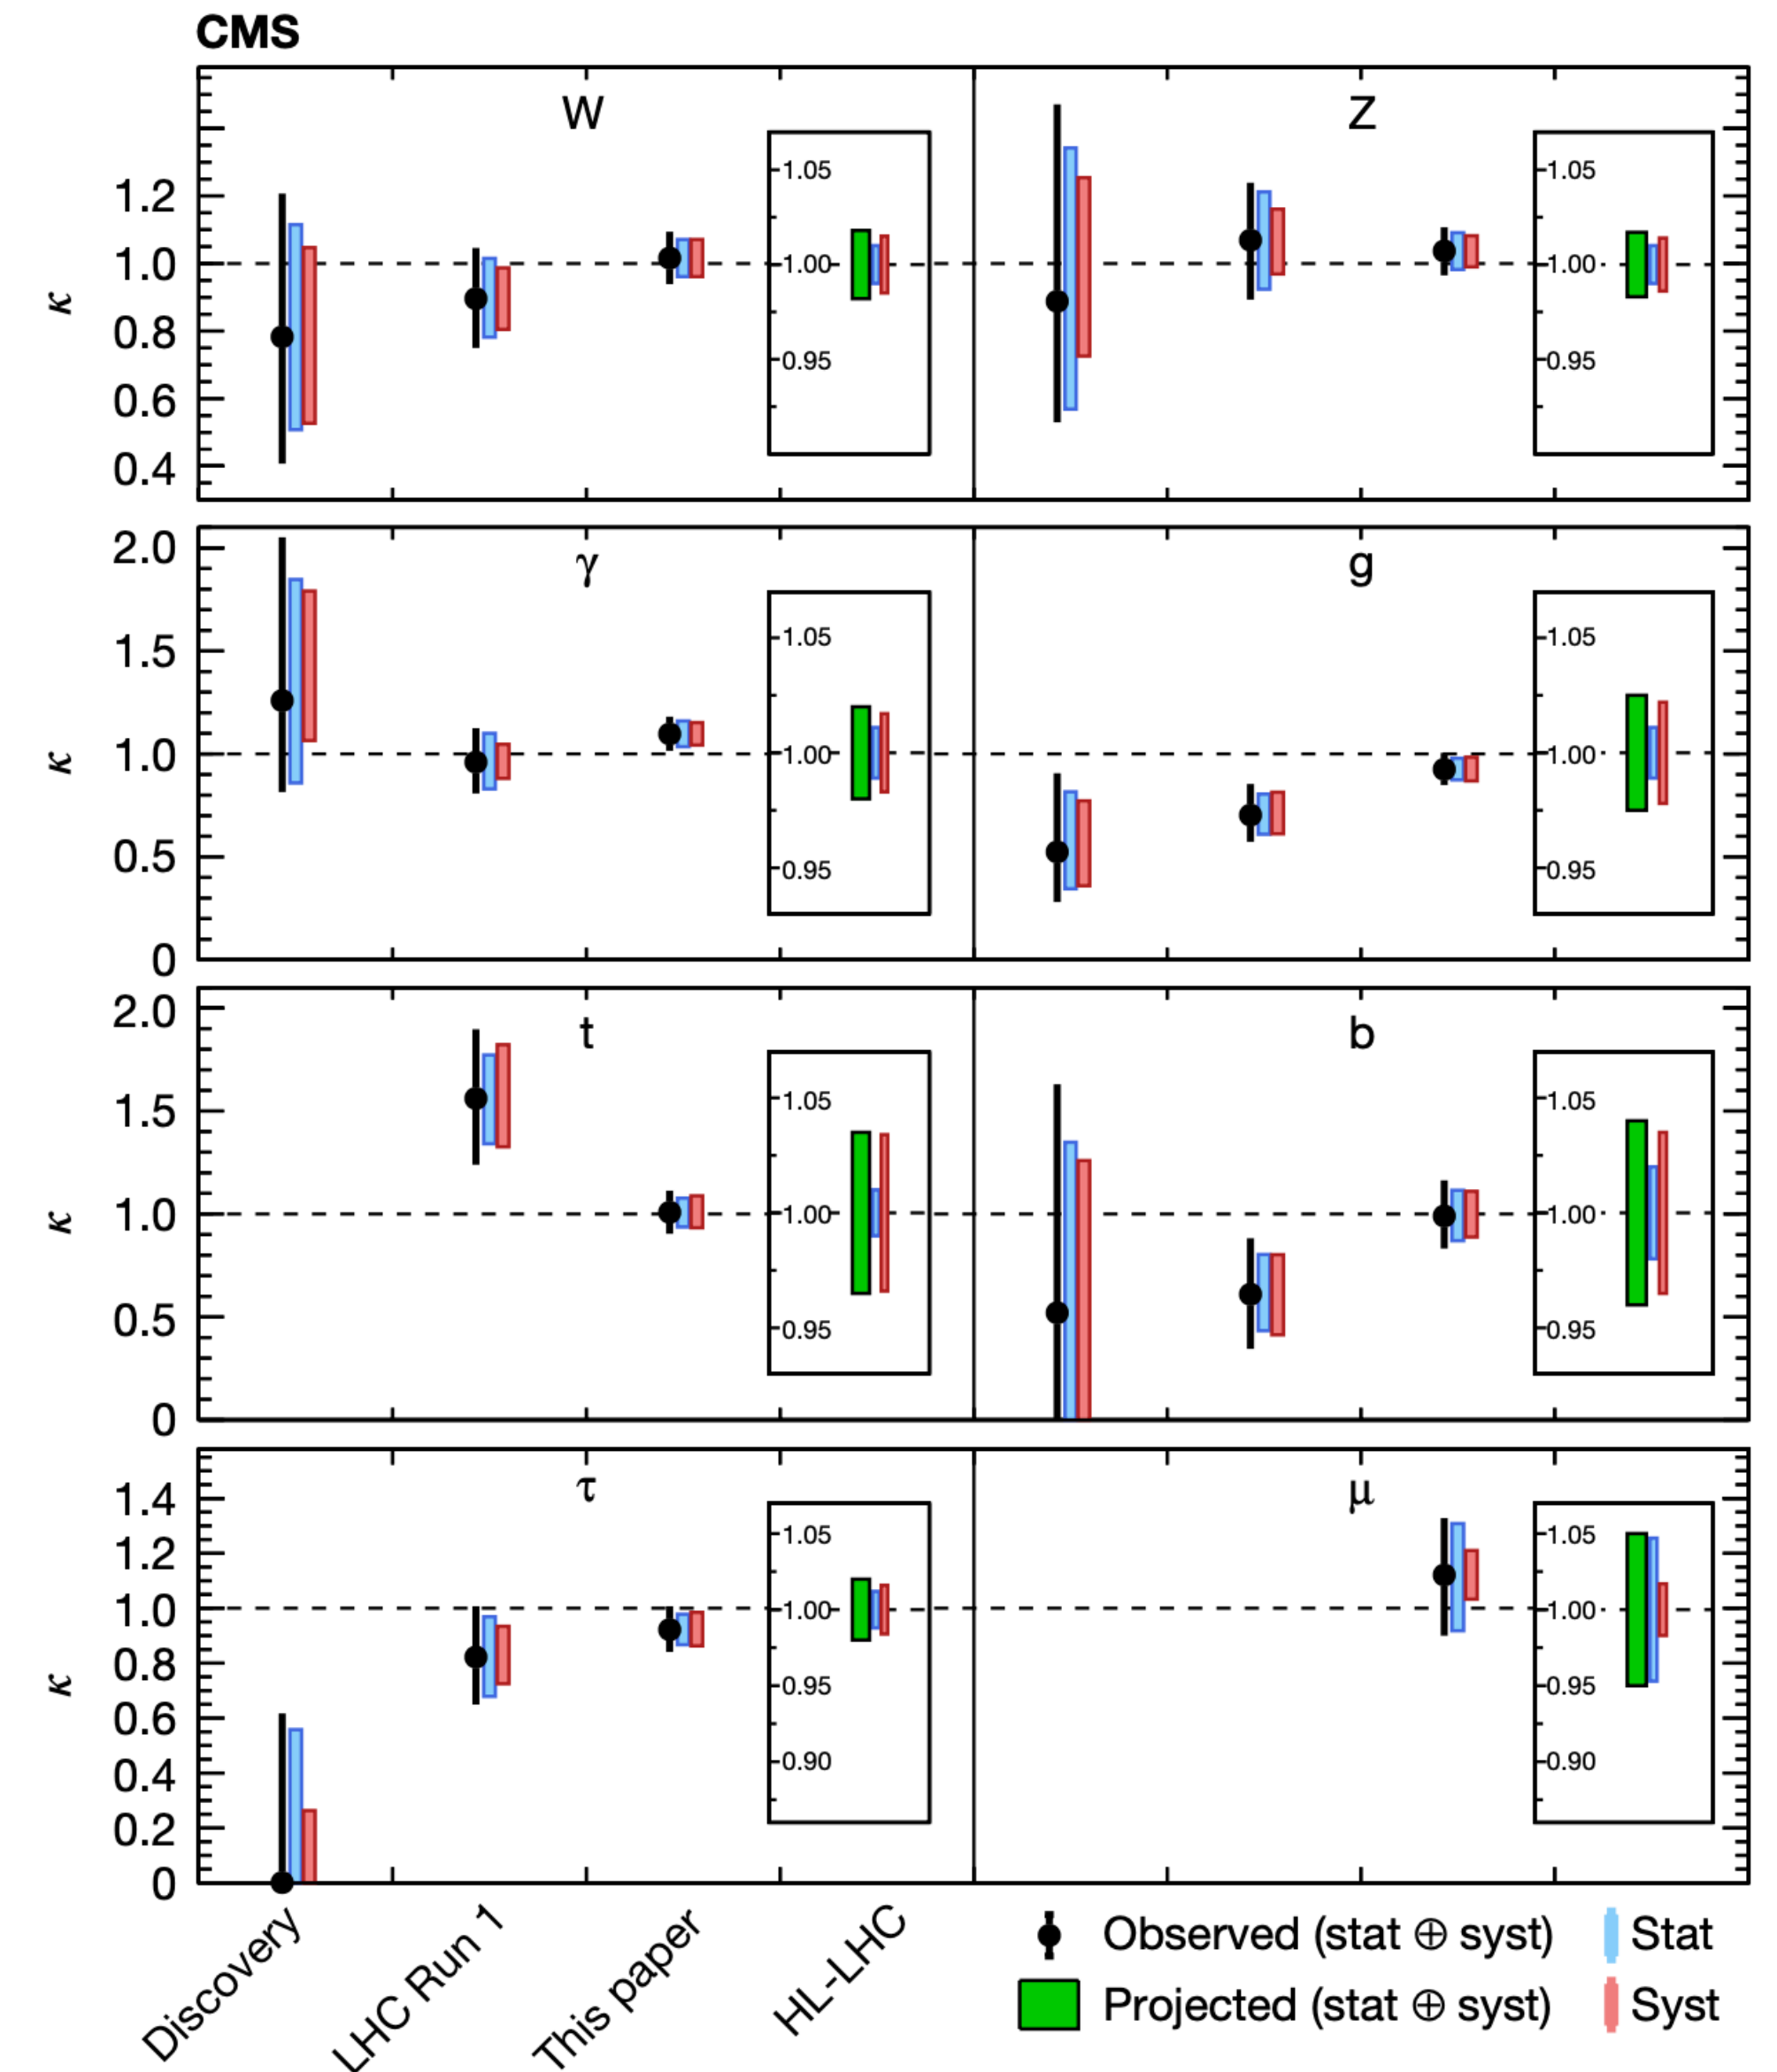 CMS
W
Z
κ
1.2
1.0
0.8
0.6
0.4
1.05
1.00
0.95
1.05
1.00
0.95
γ
g
κ
2.0
1.5
1.0
0.5
0
1.05
1.00
0.95
1.05
1.00
0.95
t
b
κ
2.0
1.5
1.0
0.5
0
1.05
1.00
0.95
1.05
1.00
0.95
τ
μ
κ
1.4
1.2
1.0
0.8
0.6
0.4
0.2
0
1.05
1.00
0.95
0.90
1.05
1.00
0.95
0.90
Discovery
LHC Run 1
This paper
HL-LHC
Observed (stat ⊕ syst)
Stat
Projected (stat ⊕ syst)
Syst